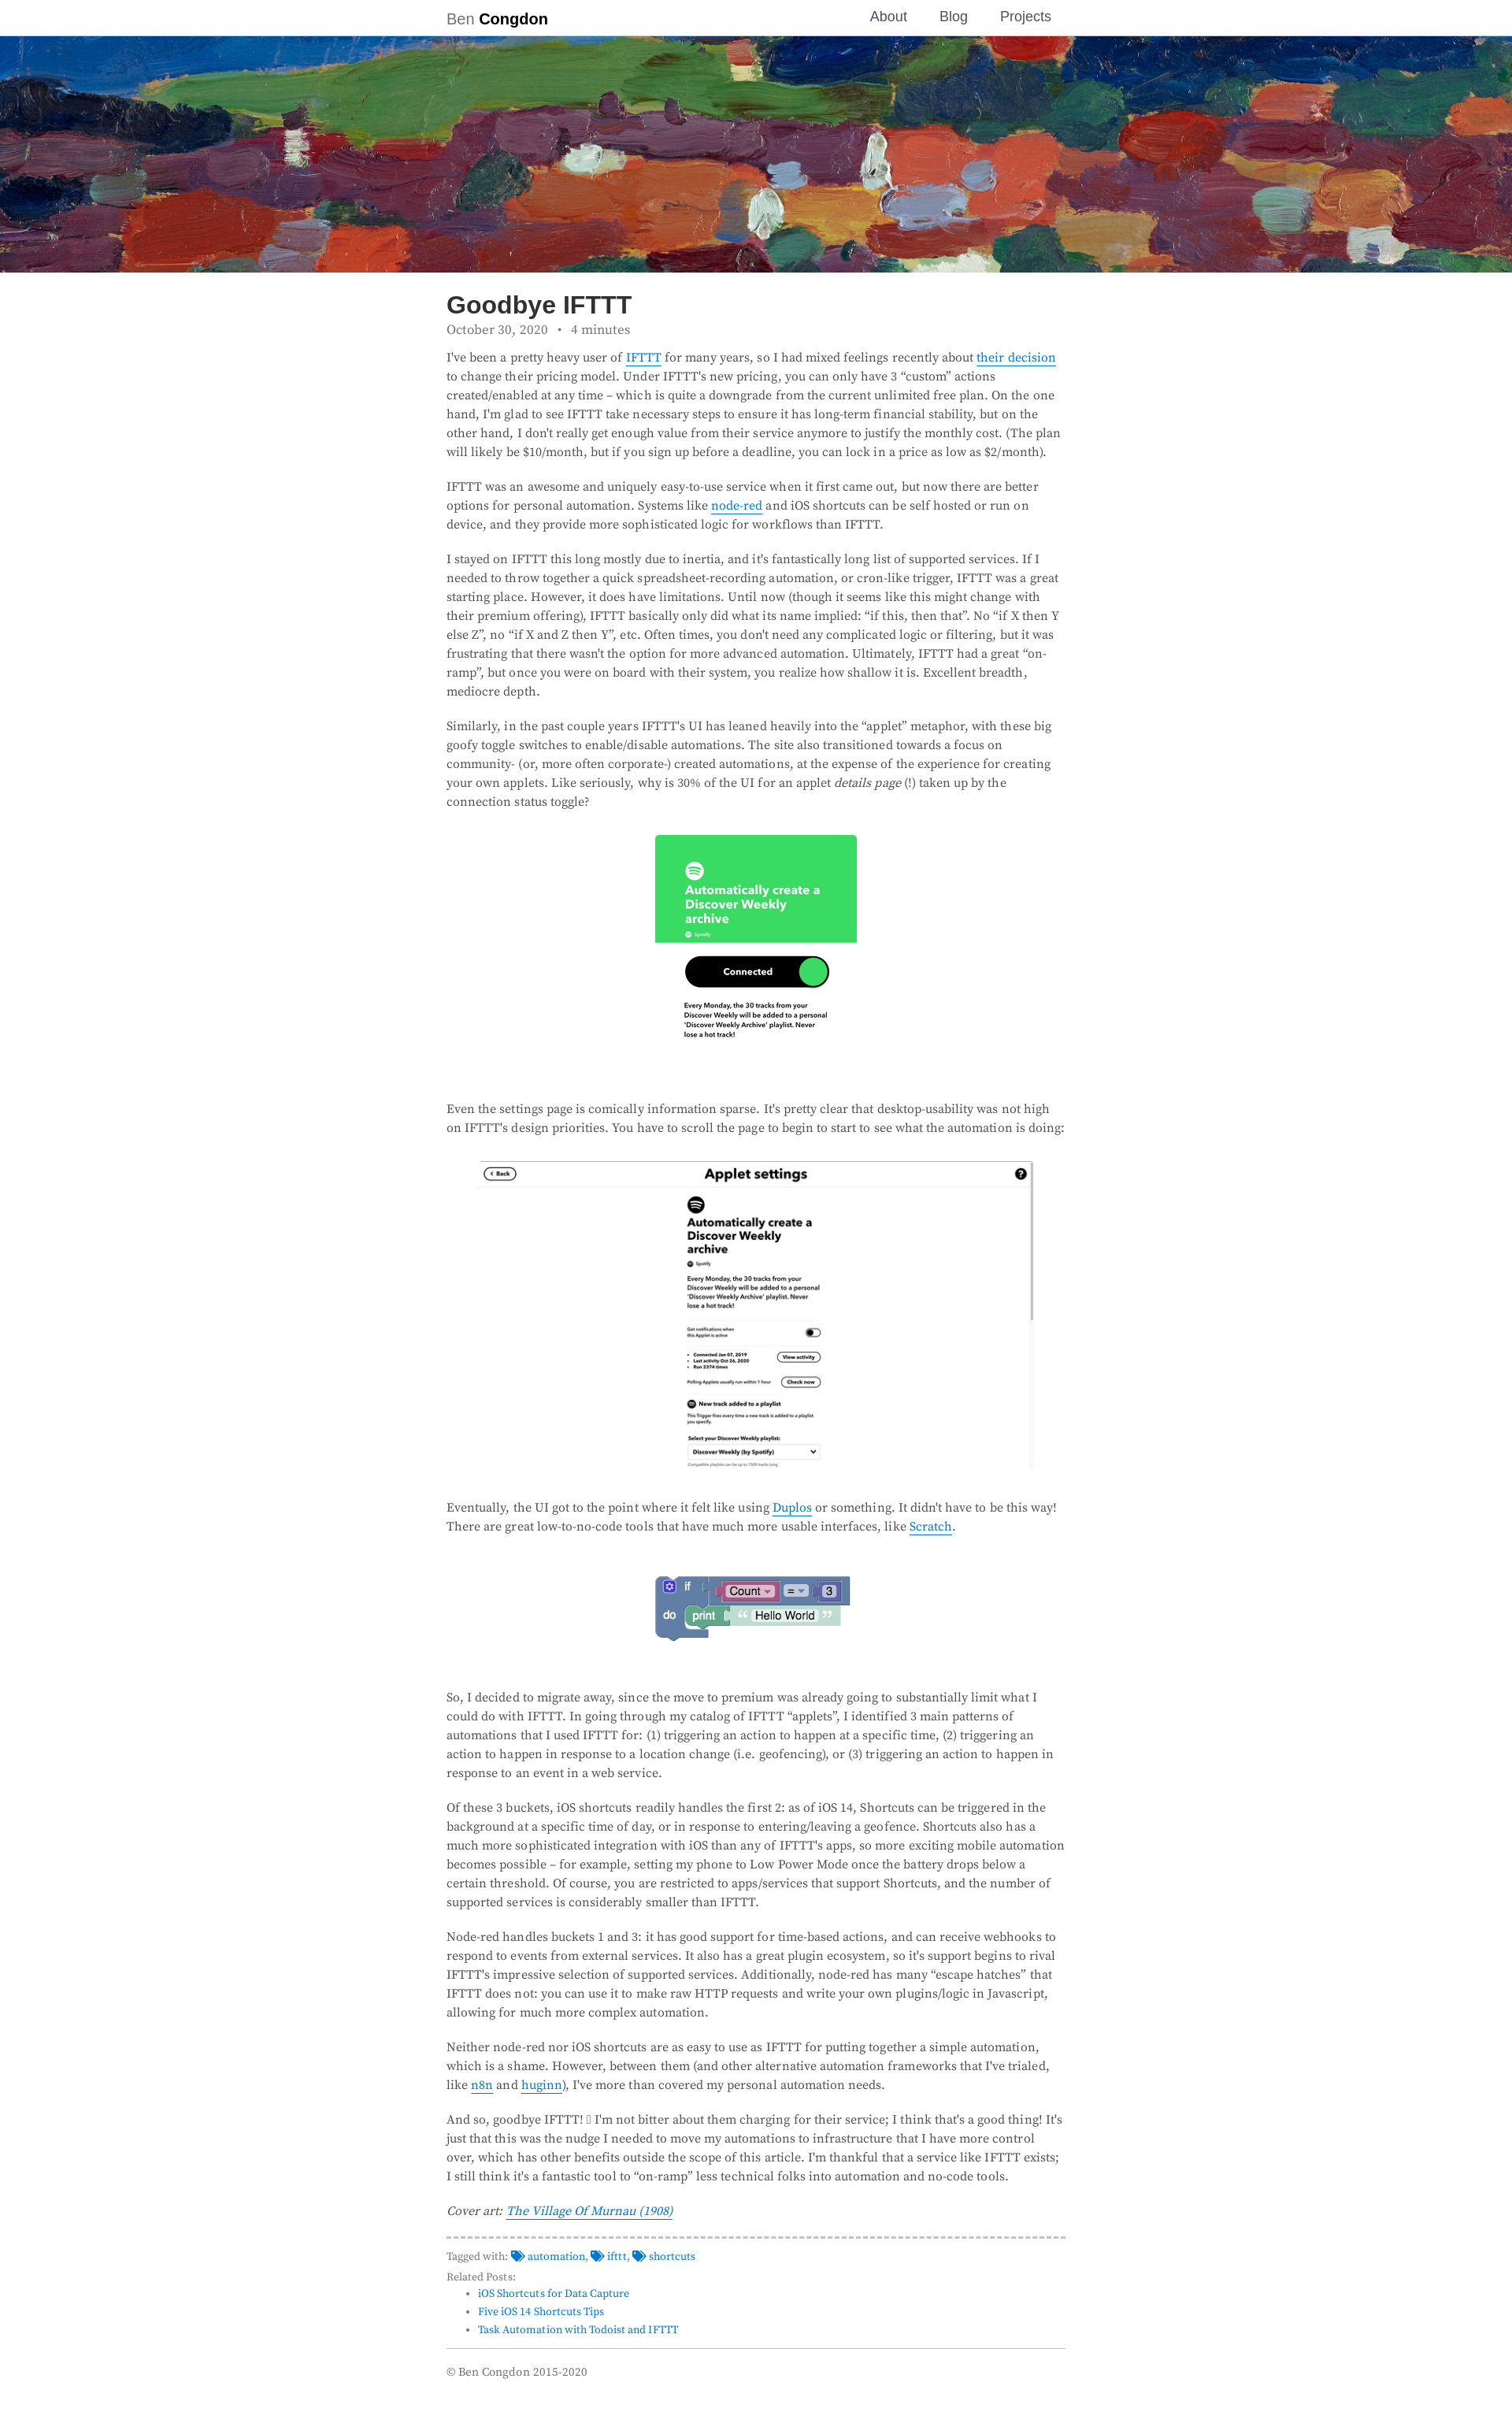 Ben Congdon
About Blog Projects
Goodbye IFTTT
October 30, 2020 • 4 minutes
I've been a pretty heavy user of IFTTT for many years, so I had mixed feelings recently about their decision
to change their pricing model. Under IFTTT's new pricing, you can only have 3 “custom” actions
created/enabled at any time – which is quite a downgrade from the current unlimited free plan. On the one
hand, I'm glad to see IFTTT take necessary steps to ensure it has long-term financial stability, but on the
other hand, I don't really get enough value from their service anymore to justify the monthly cost. (The plan
will likely be $10/month, but if you sign up before a deadline, you can lock in a price as low as $2/month).
IFTTT was an awesome and uniquely easy-to-use service when it first came out, but now there are better
options for personal automation. Systems like node-red and iOS shortcuts can be self hosted or run on
device, and they provide more sophisticated logic for workflows than IFTTT.
I stayed on IFTTT this long mostly due to inertia, and it's fantastically long list of supported services. If I
needed to throw together a quick spreadsheet-recording automation, or cron-like trigger, IFTTT was a great
starting place. However, it does have limitations. Until now (though it seems like this might change with
their premium offering), IFTTT basically only did what its name implied: “if this, then that”. No “if X then Y
else Z”, no “if X and Z then Y”, etc. Often times, you don't need any complicated logic or filtering, but it was
frustrating that there wasn't the option for more advanced automation. Ultimately, IFTTT had a great “on-
ramp”, but once you were on board with their system, you realize how shallow it is. Excellent breadth,
mediocre depth.
Similarly, in the past couple years IFTTT's UI has leaned heavily into the “applet” metaphor, with these big
goofy toggle switches to enable/disable automations. The site also transitioned towards a focus on
community- (or, more often corporate-) created automations, at the expense of the experience for creating
your own applets. Like seriously, why is 30% of the UI for an applet details page (!) taken up by the
connection status toggle?
Automatically create a
Discover Weekly
archive
Spotify
Connected
Every Monday, the 30 tracks from your
Discover Weekly will be added to a personal
'Discover Weekly Archive' playlist. Never
lose a hot track!
Even the settings page is comically information sparse. It's pretty clear that desktop-usability was not high
on IFTTT's design priorities. You have to scroll the page to begin to start to see what the automation is doing:
Back
Applet settings
?
Automatically create a
Discover Weekly
archive
Spotify
Every Monday, the 30 tracks from your
Discover Weekly will be added to a personal
'Discover Weekly Archive' playlist. Never
lose a hot track!
Get notifications when
this Applet is active
• Connected Jan 07, 2019
• Last activity Oct 26, 2020
• Run 2374 times
View activity
Polling Applets usually run within 1 hour
Check now
New track added to a playlist
This Trigger fires every time a new track is added to a playlist
you specify.
Select your Discover Weekly playlist:
Discover Weekly (by Spotify)
Compatible playlists can be up to 1500 tracks long.
Eventually, the UI got to the point where it felt like using Duplos or something. It didn't have to be this way!
There are great low-to-no-code tools that have much more usable interfaces, like Scratch.
if Count = 3
do print “ Hello World ”
So, I decided to migrate away, since the move to premium was already going to substantially limit what I
could do with IFTTT. In going through my catalog of IFTTT “applets”, I identified 3 main patterns of
automations that I used IFTTT for: (1) triggering an action to happen at a specific time, (2) triggering an
action to happen in response to a location change (i.e. geofencing), or (3) triggering an action to happen in
response to an event in a web service.
Of these 3 buckets, iOS shortcuts readily handles the first 2: as of iOS 14, Shortcuts can be triggered in the
background at a specific time of day, or in response to entering/leaving a geofence. Shortcuts also has a
much more sophisticated integration with iOS than any of IFTTT's apps, so more exciting mobile automation
becomes possible – for example, setting my phone to Low Power Mode once the battery drops below a
certain threshold. Of course, you are restricted to apps/services that support Shortcuts, and the number of
supported services is considerably smaller than IFTTT.
Node-red handles buckets 1 and 3: it has good support for time-based actions, and can receive webhooks to
respond to events from external services. It also has a great plugin ecosystem, so it's support begins to rival
IFTTT's impressive selection of supported services. Additionally, node-red has many “escape hatches” that
IFTTT does not: you can use it to make raw HTTP requests and write your own plugins/logic in Javascript,
allowing for much more complex automation.
Neither node-red nor iOS shortcuts are as easy to use as IFTTT for putting together a simple automation,
which is a shame. However, between them (and other alternative automation frameworks that I've trialed,
like n8n and huginn), I've more than covered my personal automation needs.
And so, goodbye IFTTT! I'm not bitter about them charging for their service; I think that's a good thing! It's
just that this was the nudge I needed to move my automations to infrastructure that I have more control
over, which has other benefits outside the scope of this article. I'm thankful that a service like IFTTT exists;
I still think it's a fantastic tool to “on-ramp” less technical folks into automation and no-code tools.
Cover art: The Village Of Murnau (1908)
Tagged with: automation, ifttt, shortcuts
Related Posts:
• iOS Shortcuts for Data Capture
• Five iOS 14 Shortcuts Tips
• Task Automation with Todoist and IFTTT
© Ben Congdon 2015-2020